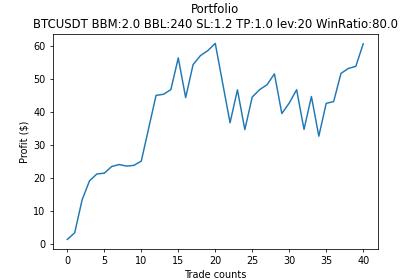 Portfolio
BTCUSDT BBM:2.0 BBL:240 SL:1.2 TP:1.0 lev:20 WinRatio:80.0
60
50
40
30
20
10
0
Profit ($)
0 5 10 15 20 25 30 35 40
Trade counts